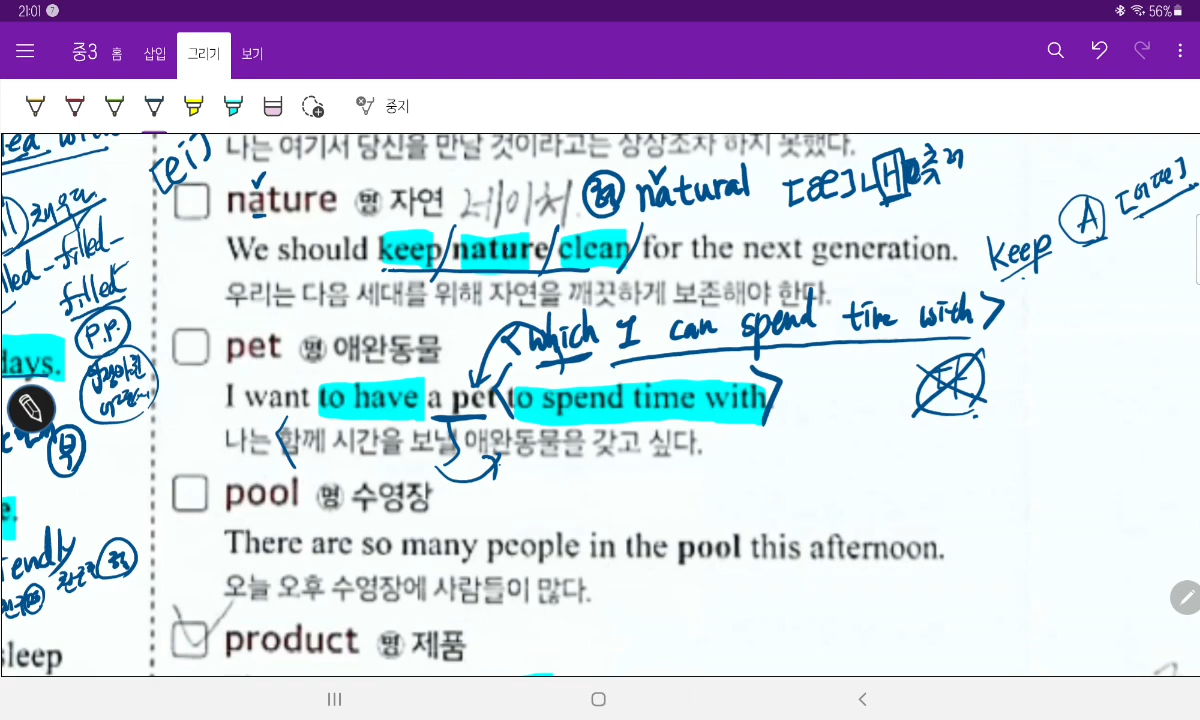 21:01 7 56%
중3 홈 삽입 그리기 보기
중지
나는 여기서 당신을 만날 것이라고는 상상조차 하지 못했다.
[ei]
nature 명 자연 네이처 형 natural [æ]
We should keep/nature/clean/ for the next generation.
keep A
우리는 다음 세대를 위해 자연을 깨끗하게 보존해야 한다.
<which I can spend time with>
pet 명 애완동물
I want to have a pet <to spend time with>
나는 <함께 시간을 보낼 애완동물을 갖고 싶다.
pool 명 수영장
There are so many people in the pool this afternoon.
오늘 오후 수영장에 사람들이 많다.
product 명 제품
채우다
filled-
filled
P.P.
days.
부
e.
endly
형
sleep